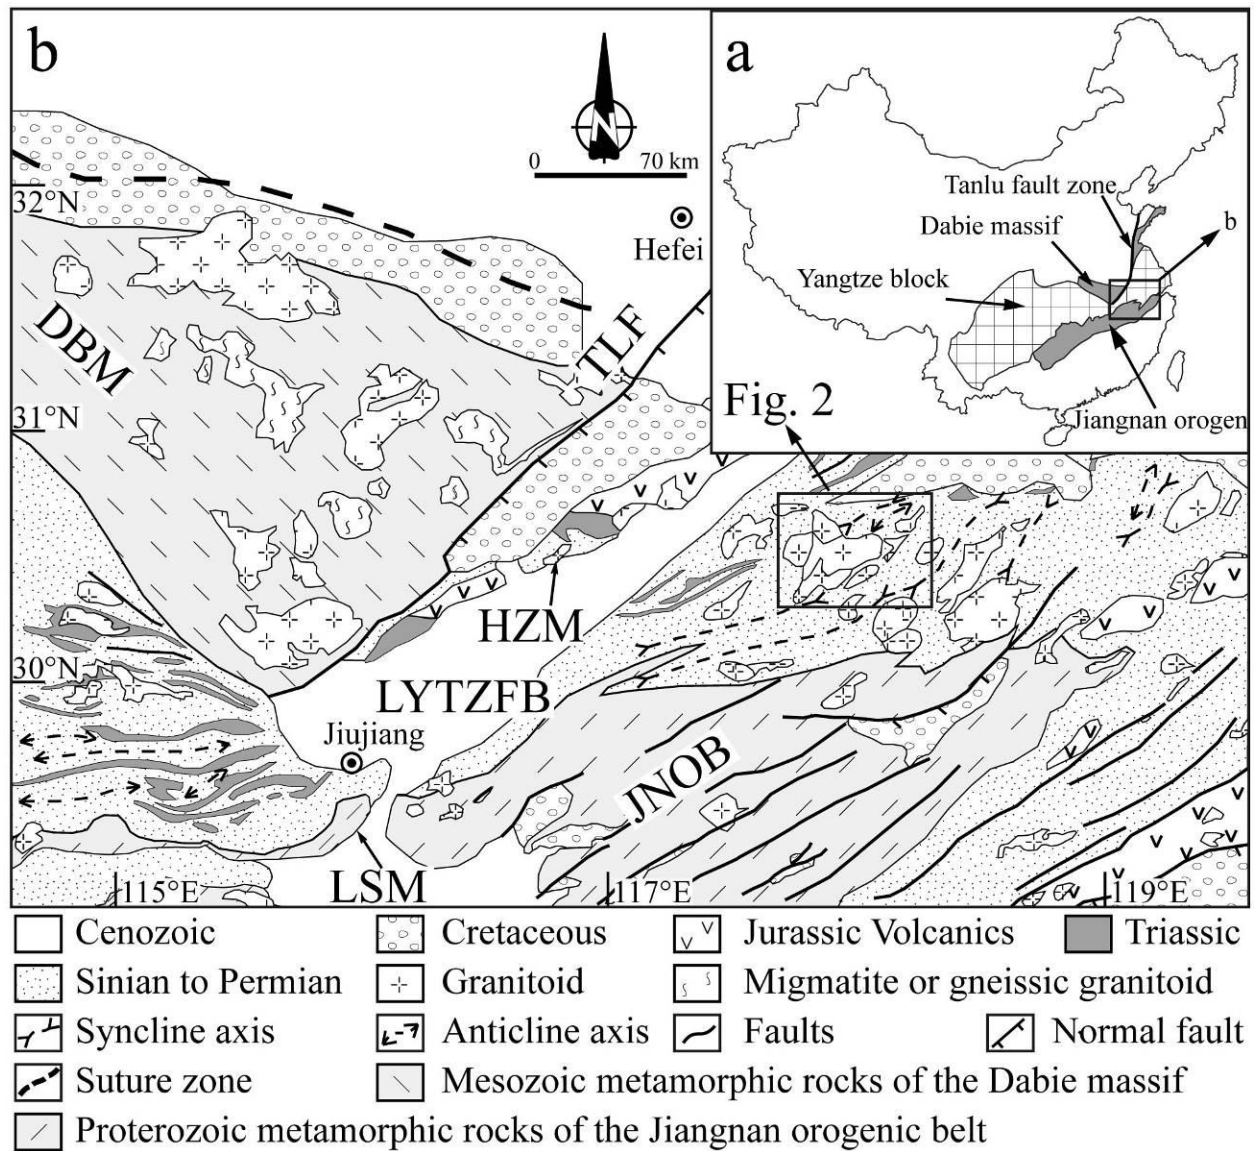 b
N
0 70 km
32°N
Hefei
DBM
TLF
31°N
a
Tanlu fault zone
Dabie massif
b
Yangtze block
Fig. 2
Jiangnan orogen
HZM
30°N
LYTZFB
Jiujiang
JNOB
LSM
115°E
117°E
119°E
Cenozoic
Cretaceous
Jurassic Volcanics
Triassic
Sinian to Permian
Granitoid
Migmatite or gneissic granitoid
Syncline axis
Anticline axis
Faults
Normal fault
Suture zone
Mesozoic metamorphic rocks of the Dabie massif
Proterozoic metamorphic rocks of the Jiangnan orogenic belt